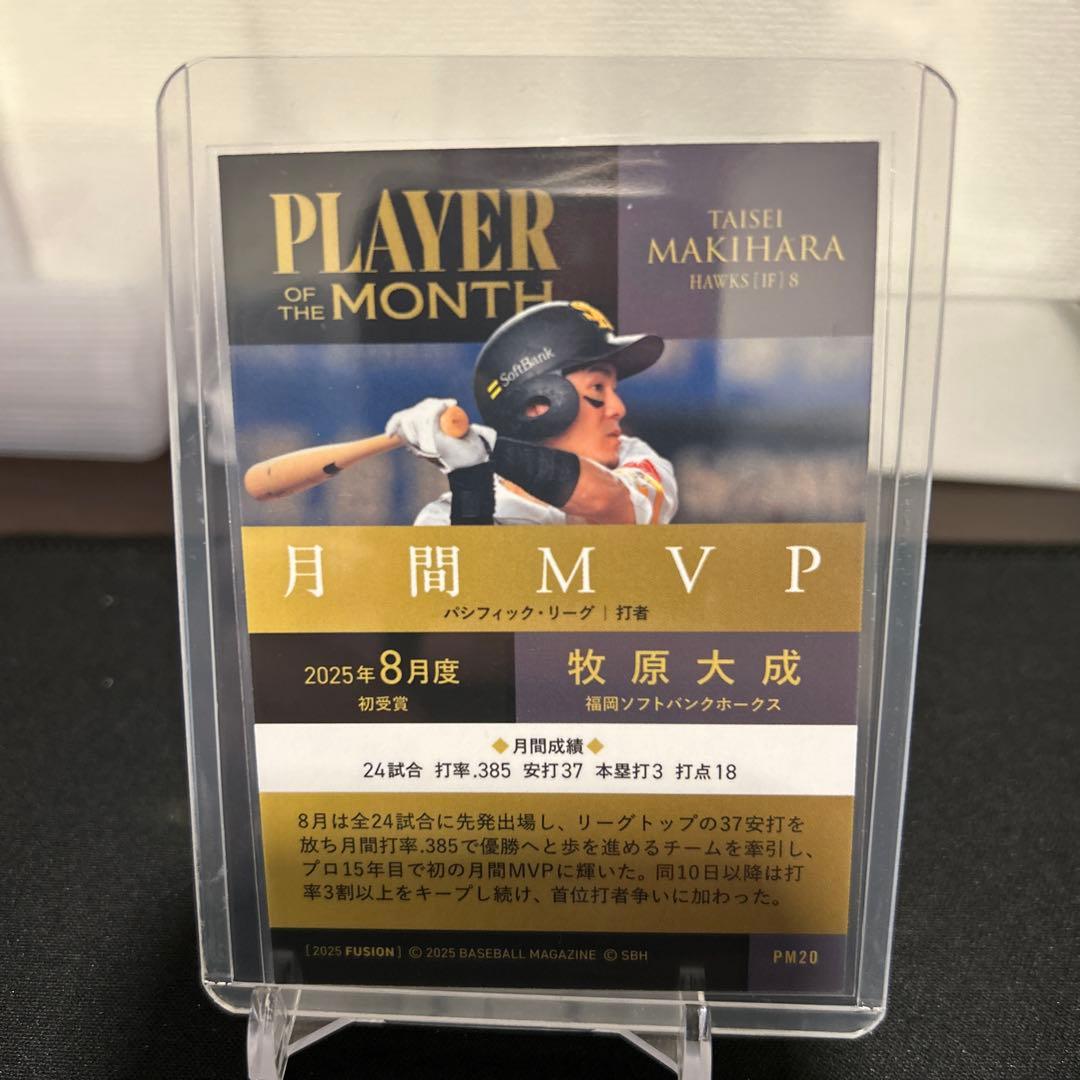 PLAYER
OF THE MONTH
TAISEI
MAKIHARA
HAWKS [IF] 8
SoftBank
月間MVP
パシフィック・リーグ | 打者
2025年8月度
初受賞
牧原大成
福岡ソフトバンクホークス
◆月間成績◆
24試合 打率.385 安打37 本塁打3 打点18
8月は全24試合に先発出場し、リーグトップの37安打を
放ち月間打率.385で優勝へと歩を進めるチームを牽引し、
プロ15年目で初の月間MVPに輝いた。同10日以降は打
率3割以上をキープし続け、首位打者争いに加わった。
[2025 FUSION] © 2025 BASEBALL MAGAZINE © SBH
PM20